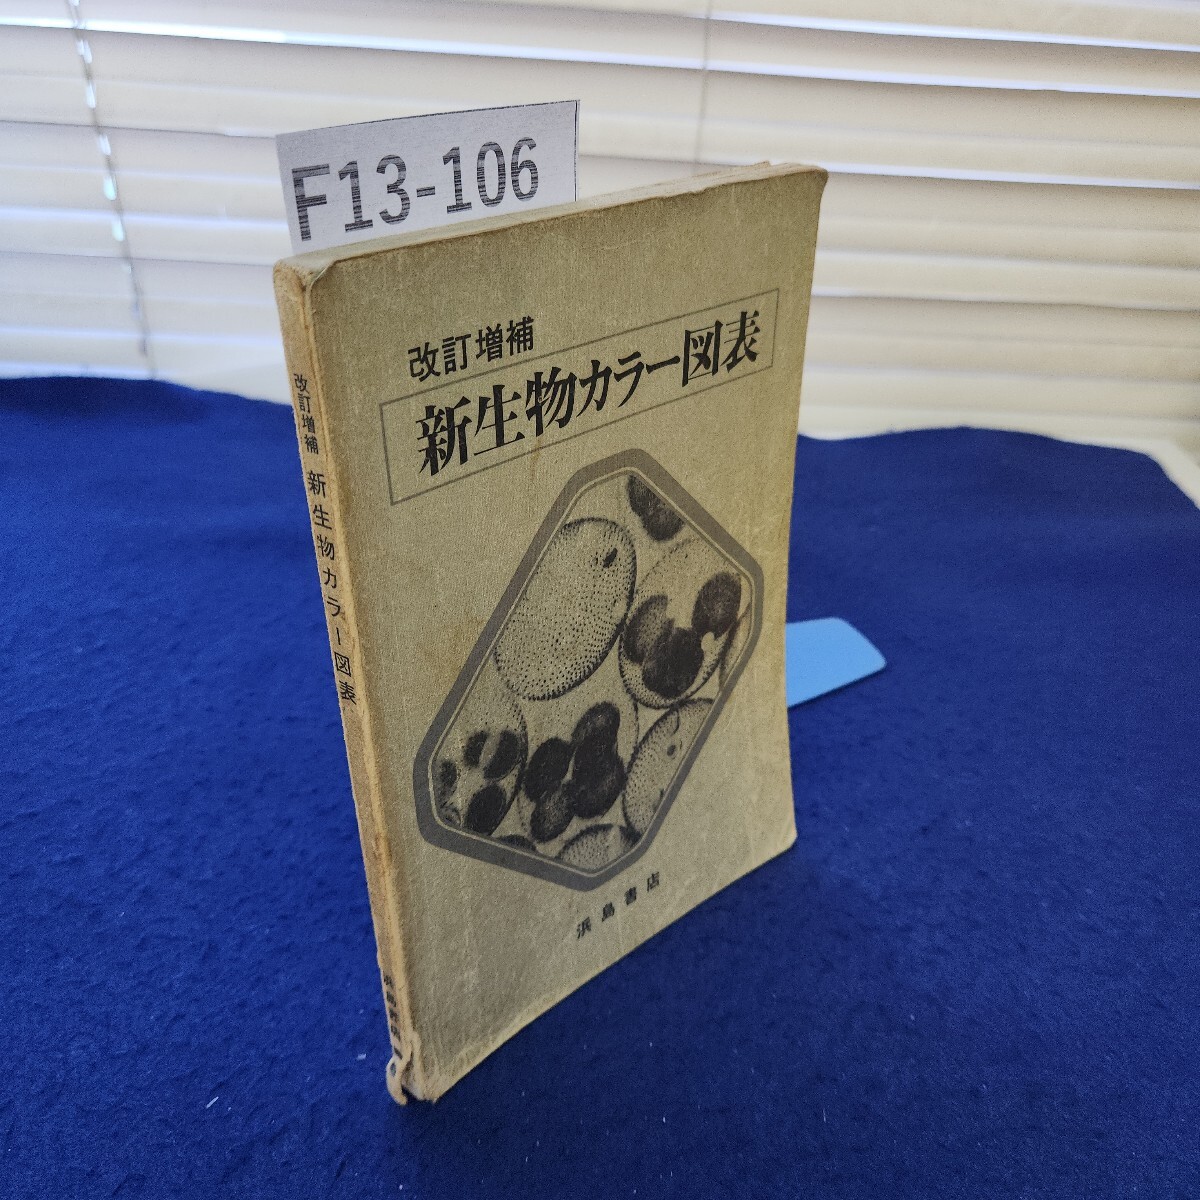 F13-106
改訂増補
新生物カラー図表
浜島書店
改訂増補 新生物カラー図表